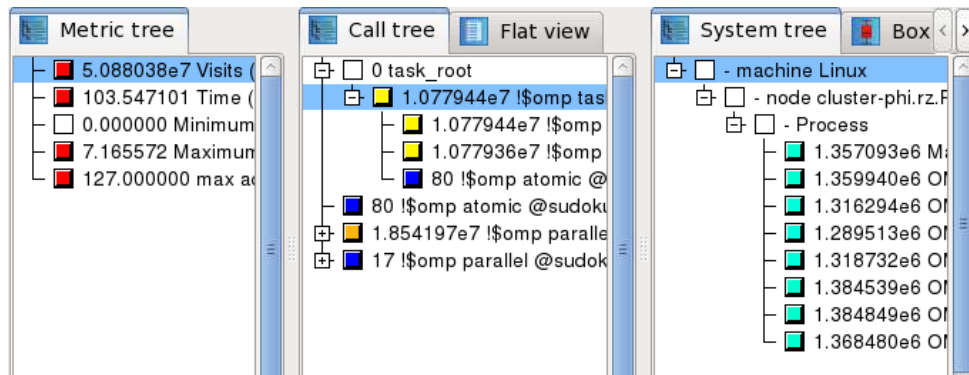 Metric tree
5.088038e7 Visits (
103.547101 Time (
0.000000 Minimum
7.165572 Maximum
127.000000 max
Call tree
Flat view
0 task_root
1.077944e7 !$omp tas
1.077944e7 !$omp
1.077936e7 !$omp
80 !$omp atomic @
80 !$omp atomic @sudoku
1.854197e7 !$omp paralle
17 !$omp parallel @sudok
System tree
Box
- machine Linux
- node cluster-phi.rz.
- Process
1.357093e6
1.359940e6
1.316294e6
1.289513e6
1.318732e6
1.384539e6
1.384849e6
1.368480e6